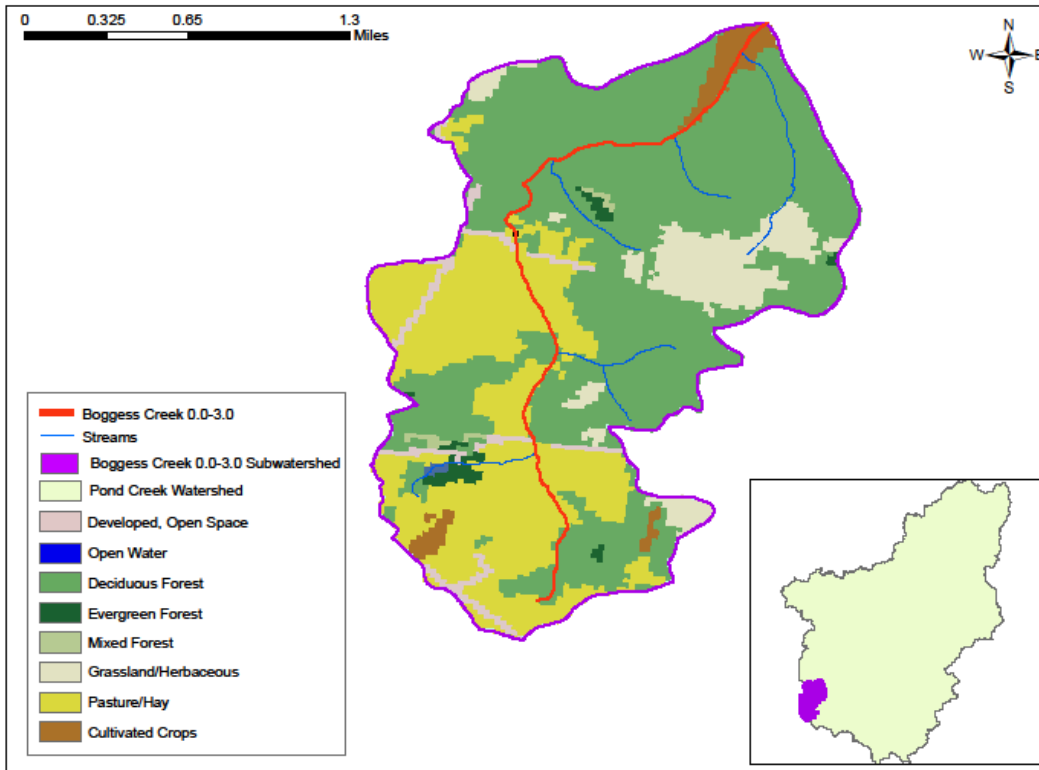 0 0.325 0.65 1.3
Miles
N
W E
S
Boggess Creek 0.0-3.0
Streams
Boggess Creek 0.0-3.0 Subwatershed
Pond Creek Watershed
Developed, Open Space
Open Water
Deciduous Forest
Evergreen Forest
Mixed Forest
Grassland/Herbaceous
Pasture/Hay
Cultivated Crops